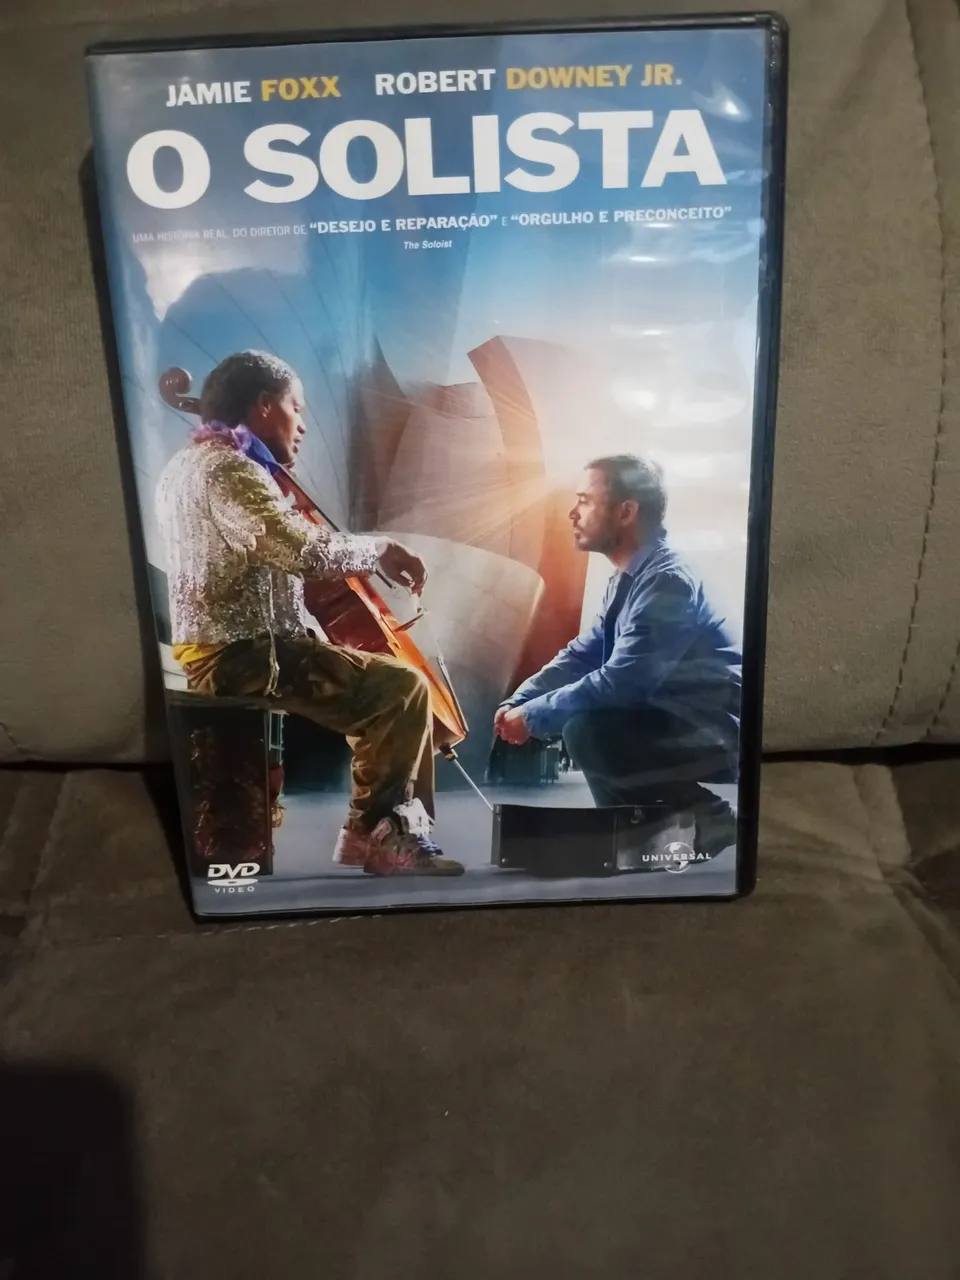 JAMIE FOXX ROBERT DOWNEY JR.
O SOLISTA
UMA HISTÓRIA REAL, DO DIRETOR DE "DESEJO E REPARAÇÃO" E "ORGULHO E PRECONCEITO"
The Soloist
DVD
VIDEO
UNIVERSAL